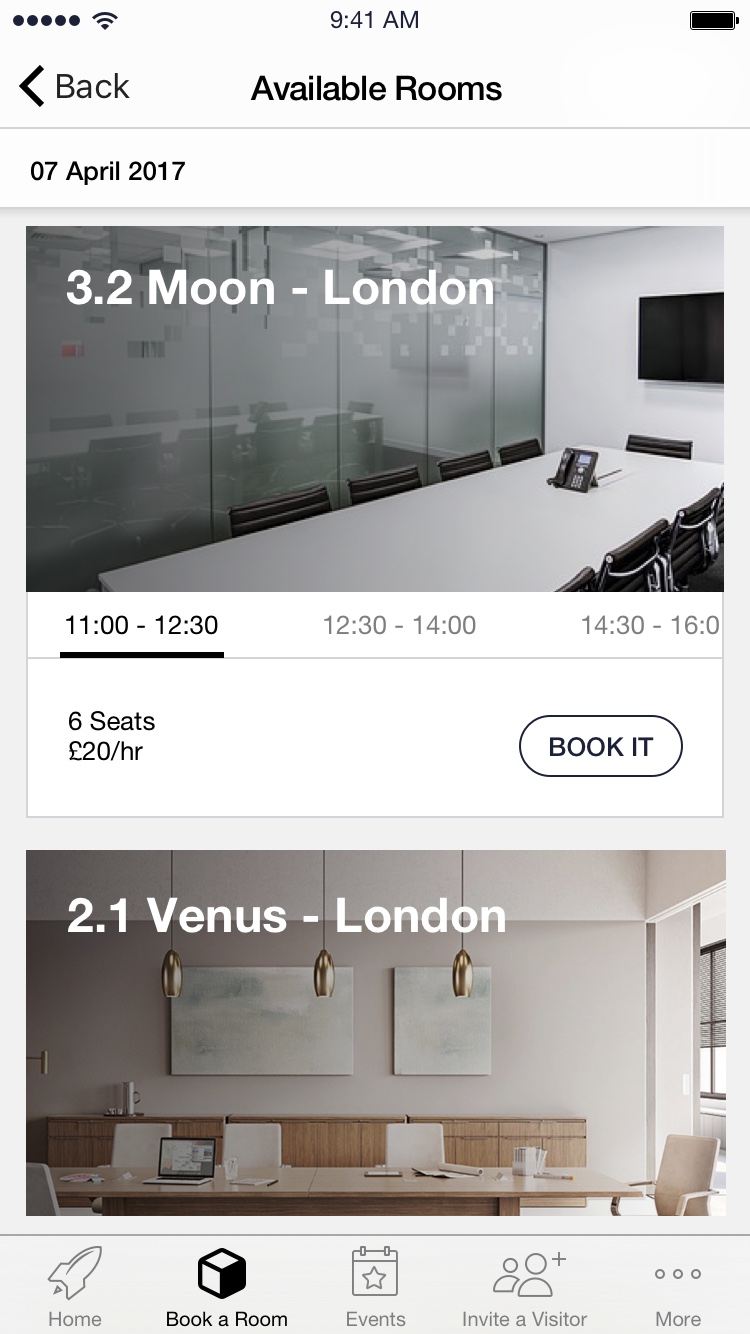 9:41 AM
Back
Available Rooms
07 April 2017
3.2 Moon - London
11:00 - 12:30
12:30 - 14:00
14:30 - 16:0
6 Seats
£20/hr
BOOK IT
2.1 Venus - London
Home
Book a Room
Events
Invite a Visitor
More